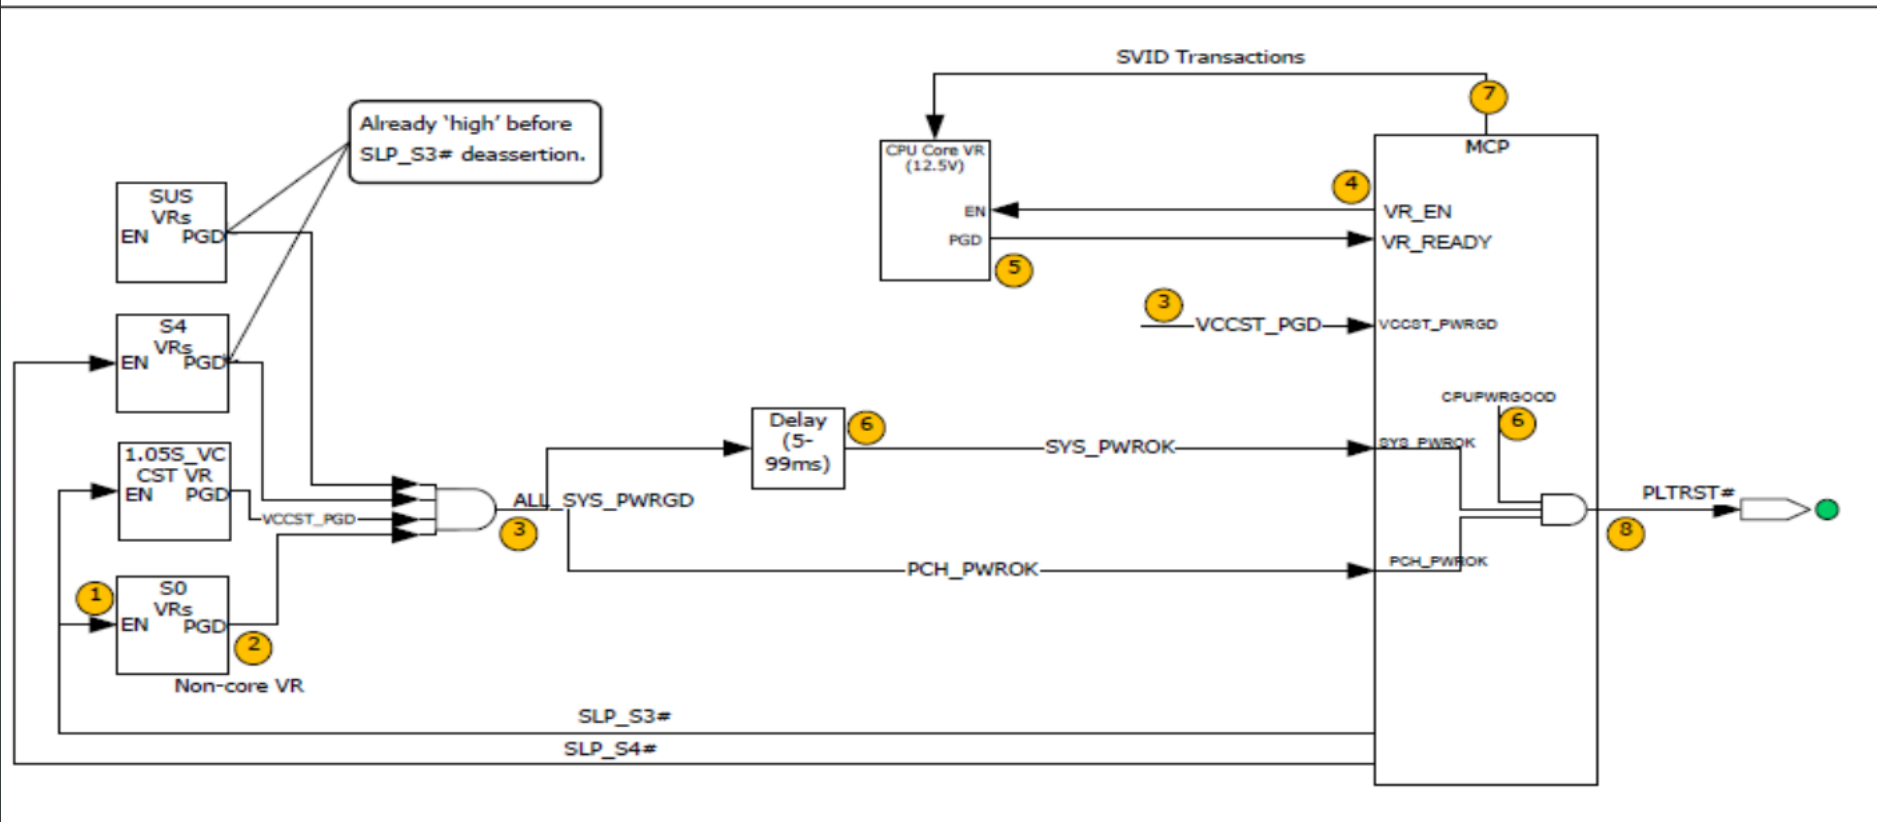 SVID Transactions
7
Already ‘high’ before
SLP_S3# deassertion.
MCP
CPU Core VR
(12.5V)
4
SUS
VRs
EN PGD
EN
VR_EN
PGD
VR_READY
5
3
VCCST_PGD
VCCST_PWRGD
S4
VRs
EN PGD
CPUPWRGOOD
6
Delay
(5-
99ms)
6
SYS_PWROK
SYS_PWROK
1.05S_VC
CST VR
EN PGD
VCCST_PGD
ALL_SYS_PWRGD
3
PLTRST#
8
PCH_PWROK
PCH_PWROK
1
S0
VRs
EN PGD
2
Non-core VR
SLP_S3#
SLP_S4#